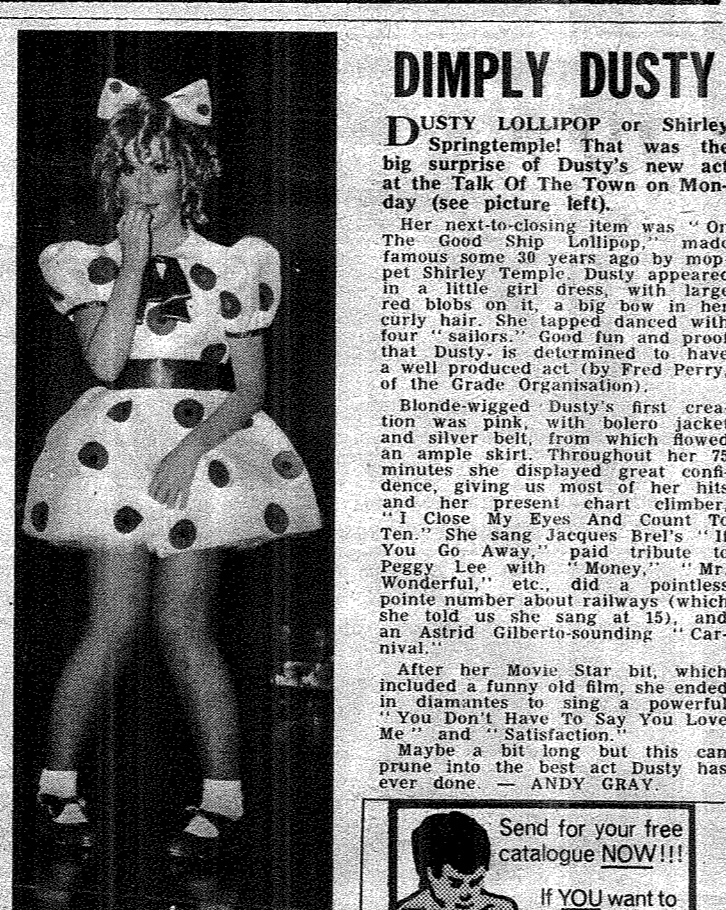 DIMPLY DUSTY
DUSTY LOLLIPOP or Shirley
Springtemple! That was the
big surprise of Dusty's new act
at the Talk Of The Town on Mon-
day (see picture left).
Her next-to-closing item was "On
The Good Ship Lollipop," made
famous some 30 years ago by mop-
pet Shirley Temple. Dusty appeared
in a little girl dress, with large
red blobs on it, a big bow in her
curly hair. She tapped danced with
four "sailors." Good fun and proof
that Dusty is determined to have
a well produced act (by Fred Perry,
of the Grade Organisation).
Blonde-wigged Dusty's first crea-
tion was pink, with bolero jacket
and silver belt, from which flowed
an ample skirt. Throughout her 75
minutes she displayed great confi-
dence, giving us most of her hits
and her present chart climber,
"I Close My Eyes And Count To
Ten." She sang Jacques Brel's "If
You Go Away," paid tribute to
Peggy Lee with "Money," "Mr.
Wonderful," etc., did a pointless
pointe number about railways (which
she told us she sang at 15), and
an Astrid Gilberto-sounding "Car-
nival."
After her Movie Star bit, which
included a funny old film, she ended
in diamantes to sing a powerful
"You Don't Have To Say You Love
Me" and "Satisfaction."
Maybe a bit long but this can
prune into the best act Dusty has
ever done. — ANDY GRAY.
Send for your free
catalogue NOW!!!
If YOU want to